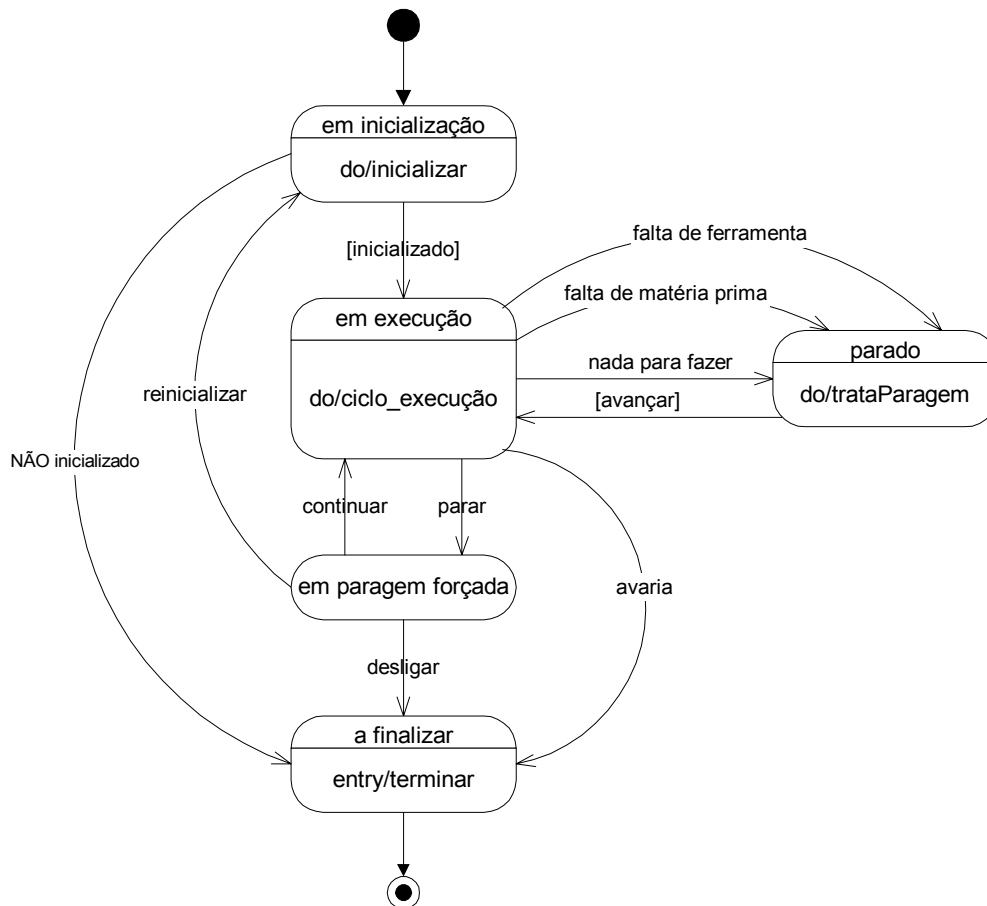 em inicialização
do/inicializar
falta de ferramenta
[inicializado]
falta de matéria prima
em execução
parado
nada para fazer
reinicializar
do/ciclo_execução
[avançar]
do/trataParagem
NÃO inicializado
continuar
parar
em paragem forçada
avaria
desligar
a finalizar
entry/terminar